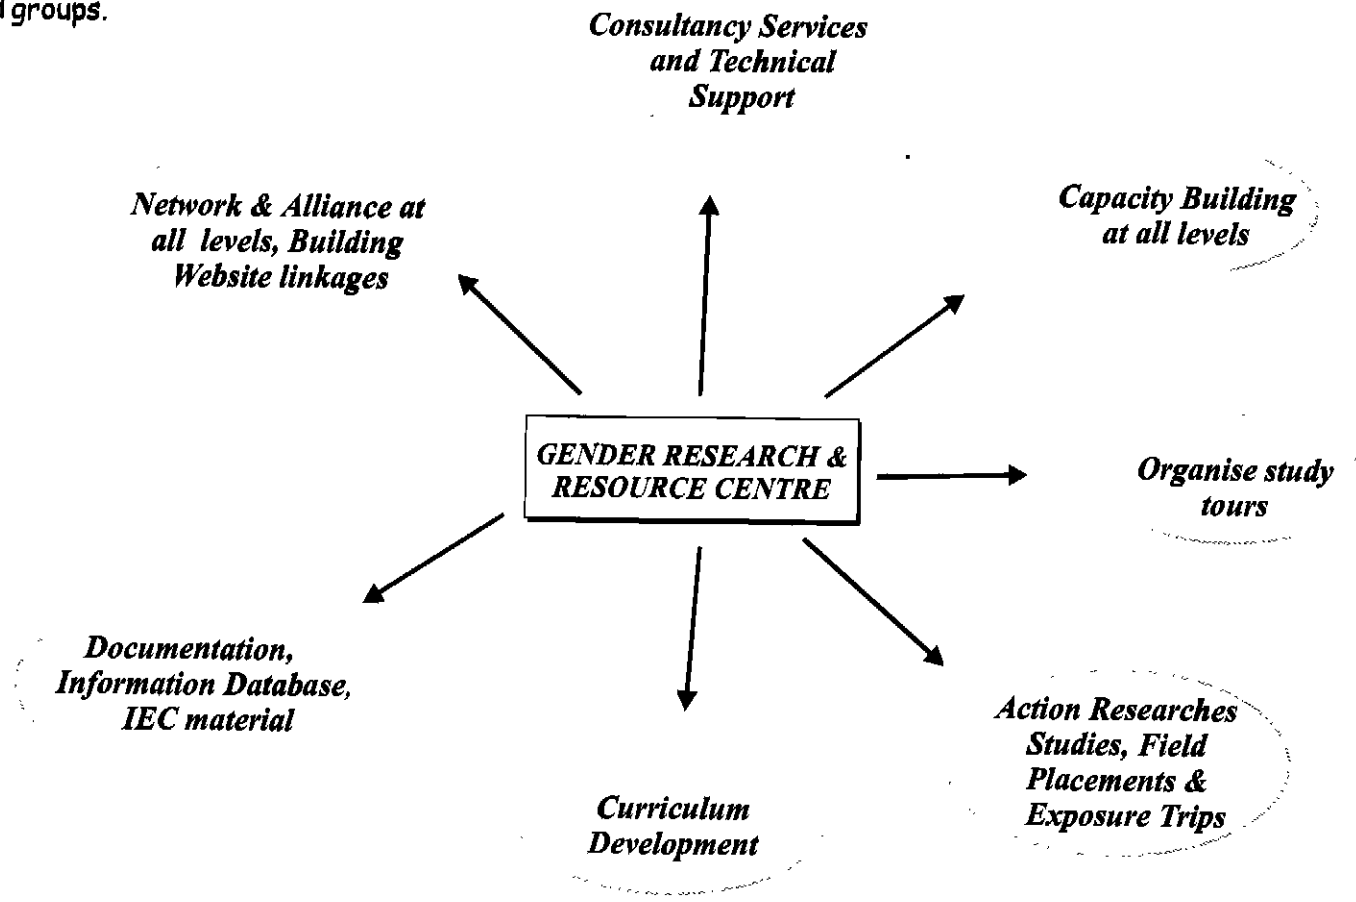 groups.
Consultancy Services
and Technical
Support
Network & Alliance at
all levels, Building
Website linkages
Capacity Building
at all levels
GENDER RESEARCH &
RESOURCE CENTRE
Organise study
tours
Documentation,
Information Database,
IEC material
Action Researches
Studies, Field
Placements &
Exposure Trips
Curriculum
Development